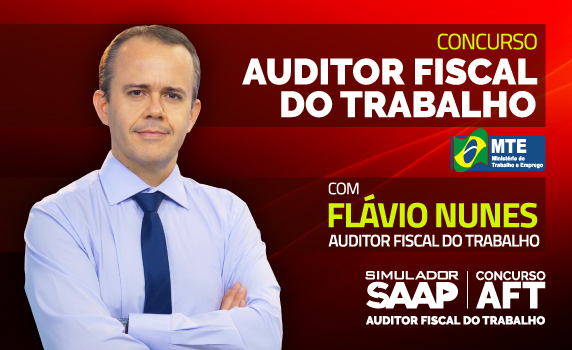 CONCURSO
AUDITOR FISCAL
DO TRABALHO
MTE
Ministério do
Trabalho e Emprego
COM
FLÁVIO NUNES
AUDITOR FISCAL DO TRABALHO
SIMULADOR
SAAP
CONCURSO
AFT
AUDITOR FISCAL DO TRABALHO